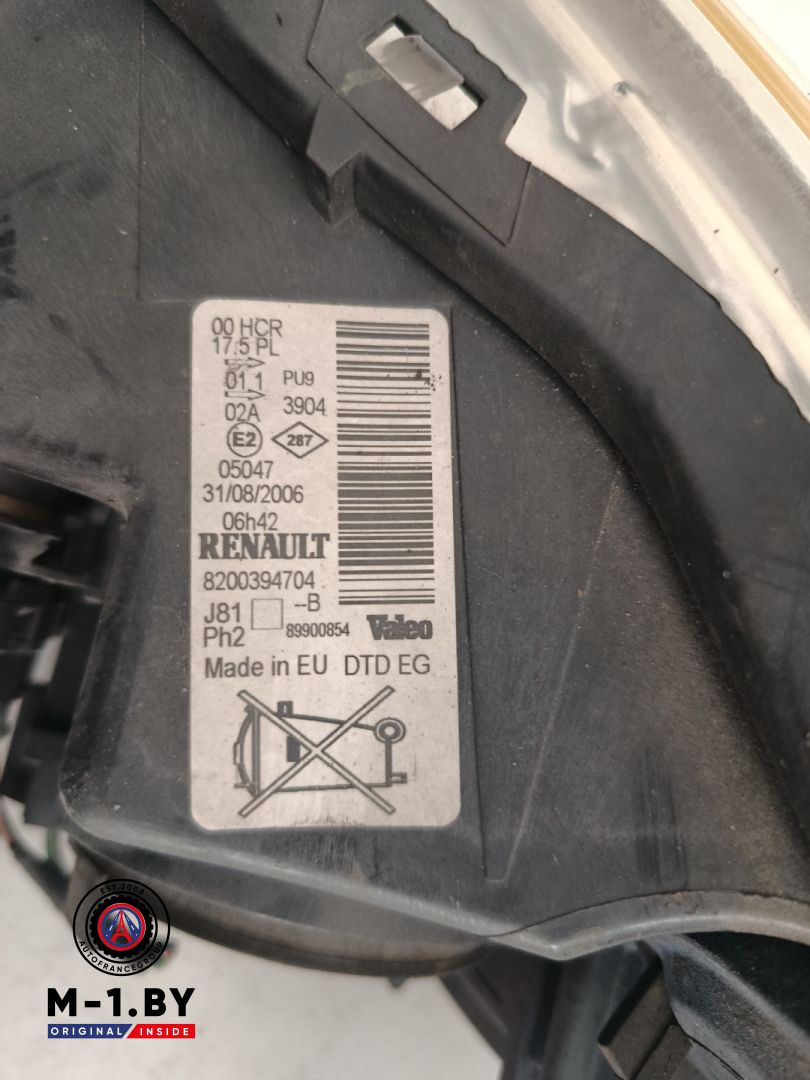 00 HCR
17.5 PL
01 1 PU9
02A 3904
E2 287
05047
31/08/2006
06h42
RENAULT
8200394704
J81 --B
Ph2 89900854 Valeo
Made in EU DTD EG
EST.2008
AUTOFRANCEGROUP
M-1.BY
ORIGINAL INSIDE